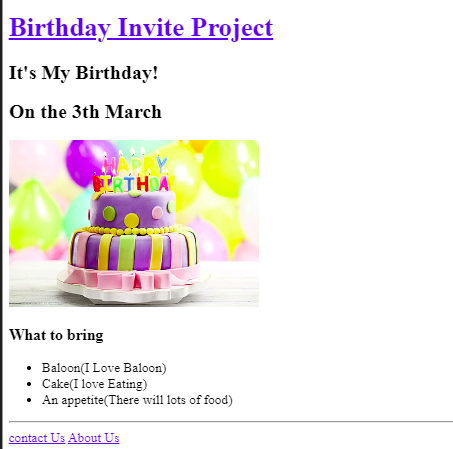 Birthday Invite Project
It's My Birthday!
On the 3th March
HAPPY
BIRTHDAY
What to bring
Baloon(I Love Baloon)
Cake(I love Eating)
An appetite(There will lots of food)
contact Us About Us